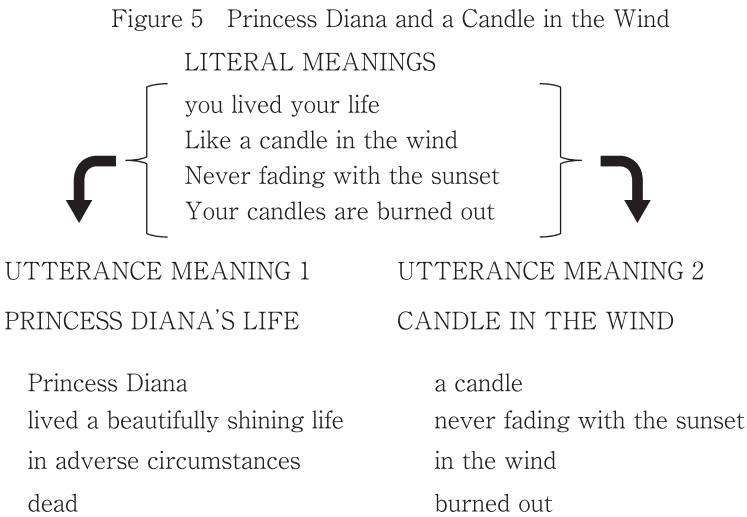 Figure 5 Princess Diana and a Candle in the Wind
LITERAL MEANINGS
you lived your life
Like a candle in the wind
Never fading with the sunset
Your candles are burned out
UTTERANCE MEANING 1
PRINCESS DIANA'S LIFE
Princess Diana
lived a beautifully shining life
in adverse circumstances
dead
UTTERANCE MEANING 2
CANDLE IN THE WIND
a candle
never fading with the sunset
in the wind
burned out